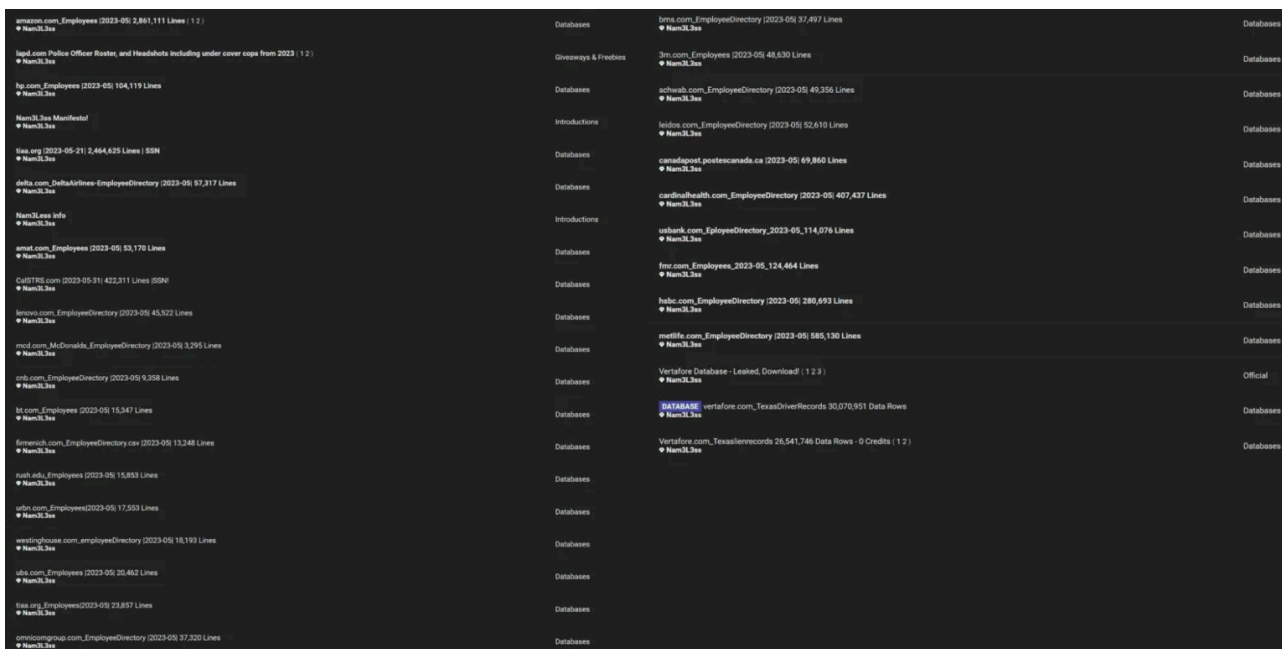 amazon.com_Employees |2023-05| 2,861,111 Lines ( 1 2 )
Nam3L3ss
Databases
lapd.com Police Officer Roster, and Headshots including under cover cops from 2023 ( 1 2 )
Nam3L3ss
Giveaways & Freebies
hp.com_Employees |2023-05| 104,119 Lines
Nam3L3ss
Databases
Nam3L3ss Manifesto!
Nam3L3ss
Introductions
tiaa.org |2023-05-21| 2,464,625 Lines | SSN
Nam3L3ss
Databases
delta.com_DeltaAirlines-EmployeeDirectory |2023-05| 57,317 Lines
Nam3L3ss
Databases
Nam3Less info
Nam3L3ss
Introductions
amat.com_Employees |2023-05| 53,170 Lines
Nam3L3ss
Databases
CalSTRS.com |2023-05-31| 422,311 Lines |SSN!
Nam3L3ss
Databases
lenovo.com_EmployeeDirectory |2023-05| 45,522 Lines
Nam3L3ss
Databases
mcd.com_McDonalds_EmployeeDirectory |2023-05| 3,295 Lines
Nam3L3ss
Databases
cnb.com_EmployeeDirectory |2023-05| 9,358 Lines
Nam3L3ss
Databases
bt.com_Employees |2023-05| 15,347 Lines
Nam3L3ss
Databases
firmenich.com_EmployeeDirectory.csv |2023-05| 13,248 Lines
Nam3L3ss
Databases
rush.edu_Employees |2023-05| 15,853 Lines
Nam3L3ss
Databases
urbn.com_Employees|2023-05| 17,553 Lines
Nam3L3ss
Databases
westinghouse.com_employeeDirectory |2023-05| 18,193 Lines
Nam3L3ss
Databases
ubs.com_Employees |2023-05| 20,462 Lines
Nam3L3ss
Databases
tiaa.org_Employees|2023-05| 23,857 Lines
Nam3L3ss
Databases
omnicomgroup.com_EmployeeDirectory |2023-05| 37,320 Lines
Nam3L3ss
Databases
bms.com_EmployeeDirectory |2023-05| 37,497 Lines
Nam3L3ss
Databases
3m.com_Employees |2023-05| 48,630 Lines
Nam3L3ss
Databases
schwab.com_EmployeeDirectory |2023-05| 49,356 Lines
Nam3L3ss
Databases
leidos.com_EmployeeDirectory |2023-05| 52,610 Lines
Nam3L3ss
Databases
canadapost.postescanada.ca |2023-05| 69,860 Lines
Nam3L3ss
Databases
cardinalhealth.com_EmployeeDirectory |2023-05| 407,437 Lines
Nam3L3ss
Databases
usbank.com_EployeeDirectory_2023-05_114,076 Lines
Nam3L3ss
Databases
fmr.com_Employees_2023-05_124,464 Lines
Nam3L3ss
Databases
hsbc.com_EmployeeDirectory |2023-05| 280,693 Lines
Nam3L3ss
Databases
metlife.com_EmployeeDirectory |2023-05| 585,130 Lines
Nam3L3ss
Databases
Vertafore Database - Leaked, Download! ( 1 2 3 )
Nam3L3ss
Official
DATABASE vertafore.com_TexasDriverRecords 30,070,951 Data Rows
Nam3L3ss
Databases
Vertafore.com_Texaslienrecords 26,541,746 Data Rows - 0 Credits ( 1 2 )
Nam3L3ss
Databases